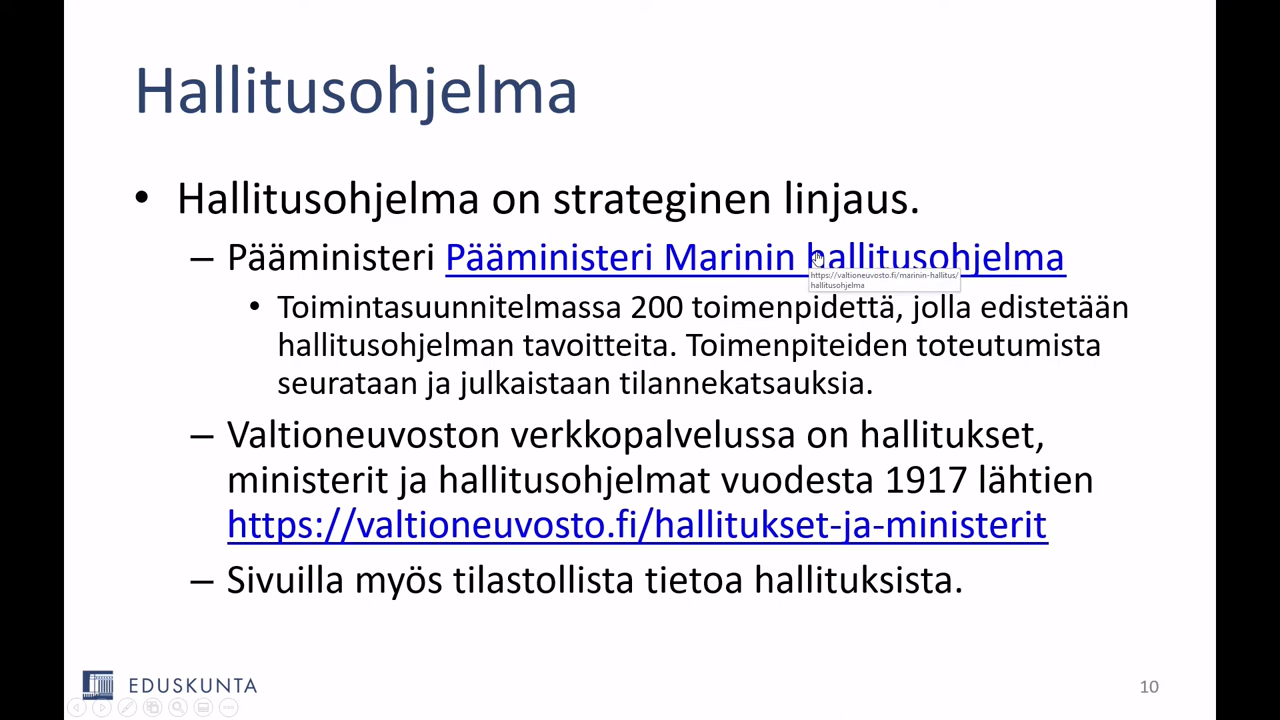 Hallitusohjelma
• Hallitusohjelma on strateginen linjaus.
– Pääministeri Pääministeri Marinin hallitusohjelma
https://valtioneuvosto.fi/marinin-hallitus/
hallitusohjelma
• Toimintasuunnitelmassa 200 toimenpidettä, jolla edistetään
hallitusohjelman tavoitteita. Toimenpiteiden toteutumista
seurataan ja julkaistaan tilannekatsauksia.
– Valtioneuvoston verkkopalvelussa on hallitukset,
ministerit ja hallitusohjelmat vuodesta 1917 lähtien
https://valtioneuvosto.fi/hallitukset-ja-ministerit
– Sivuilla myös tilastollista tietoa hallituksista.
EDUSKUNTA
10